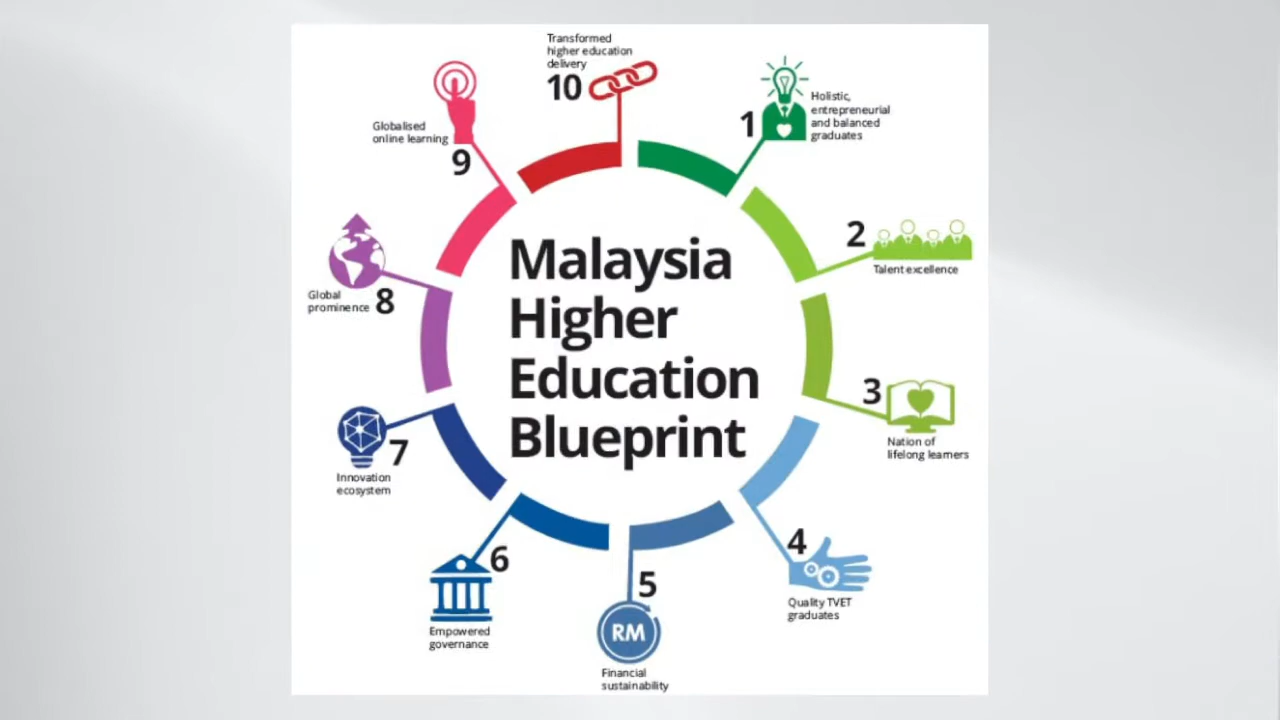 Malaysia
Higher
Education
Blueprint
1
Holistic,
entrepreneurial
and balanced
graduates
2
Talent excellence
3
Nation of
lifelong learners
4
Quality TVET
graduates
5
RM
Financial
sustainability
6
Empowered
governance
7
Innovation
ecosystem
Global
prominence 8
Globalised
online learning
9
Transformed
higher education
delivery
10